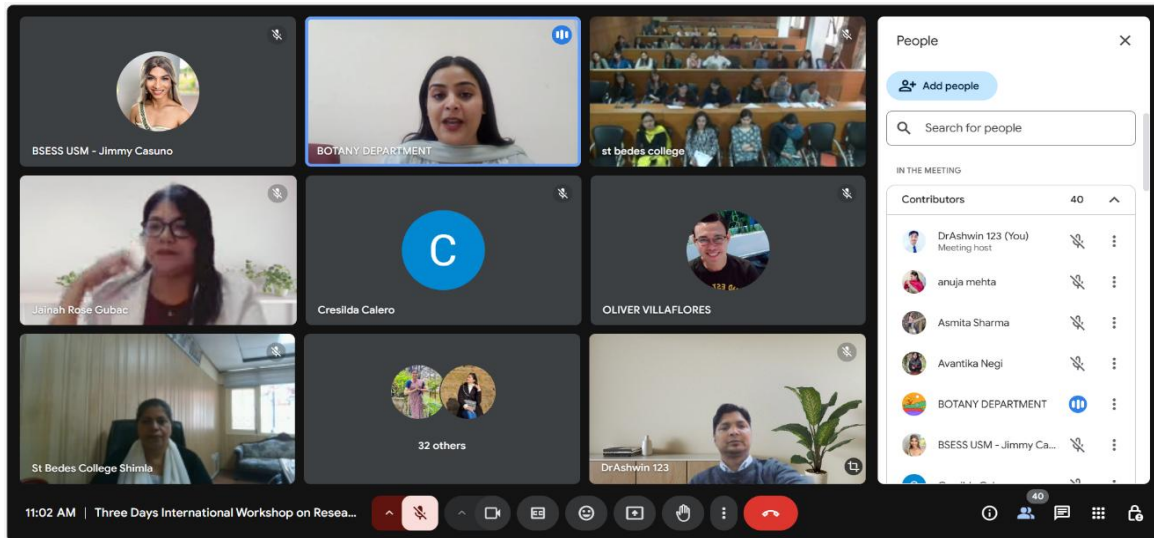 BSESS USM - Jimmy Casuno
BOTANY DEPARTMENT
st bedes college
Jainah Rose Gubac
C
Cresilda Calero
OLIVER VILLAFLORES
St Bedes College Shimla
32 others
DrAshwin 123
People
Add people
Search for people
IN THE MEETING
Contributors 40
DrAshwin 123 (You)
Meeting host
anuja mehta
Asmita Sharma
Avantika Negi
BOTANY DEPARTMENT
BSESS USM - Jimmy Ca...
11:02 AM | Three Days International Workshop on Resea...
40